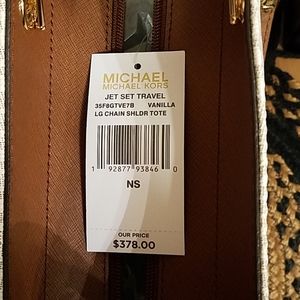 MICHAEL
MICHAEL KORS
JET SET TRAVEL
35F8GTVE7B VANILLA
LG CHAIN SHLDR TOTE
1 92877 93846 0
NS
OUR PRICE
$378.00